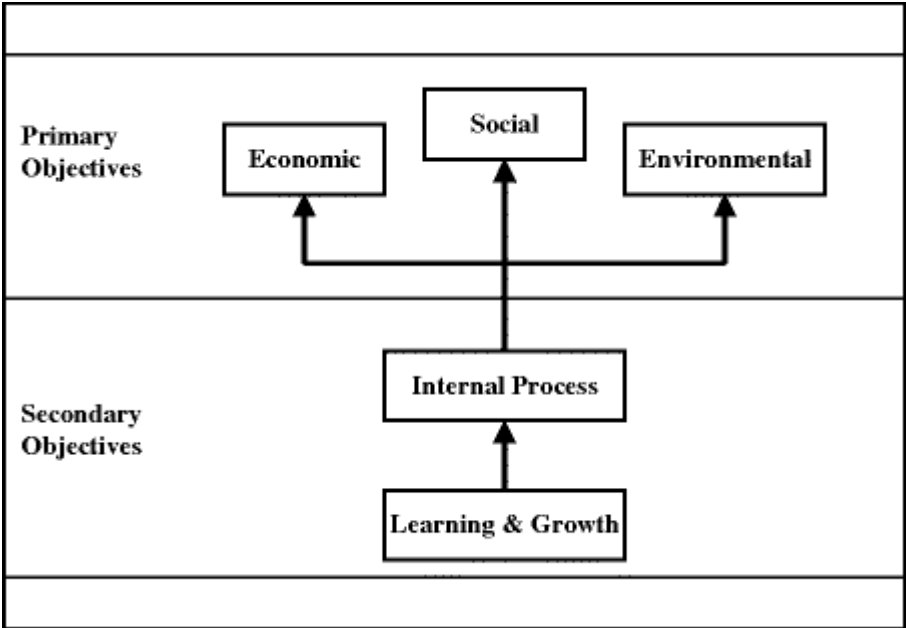 Primary
Objectives
Economic
Social
Environmental
Secondary
Objectives
Internal Process
Learning & Growth